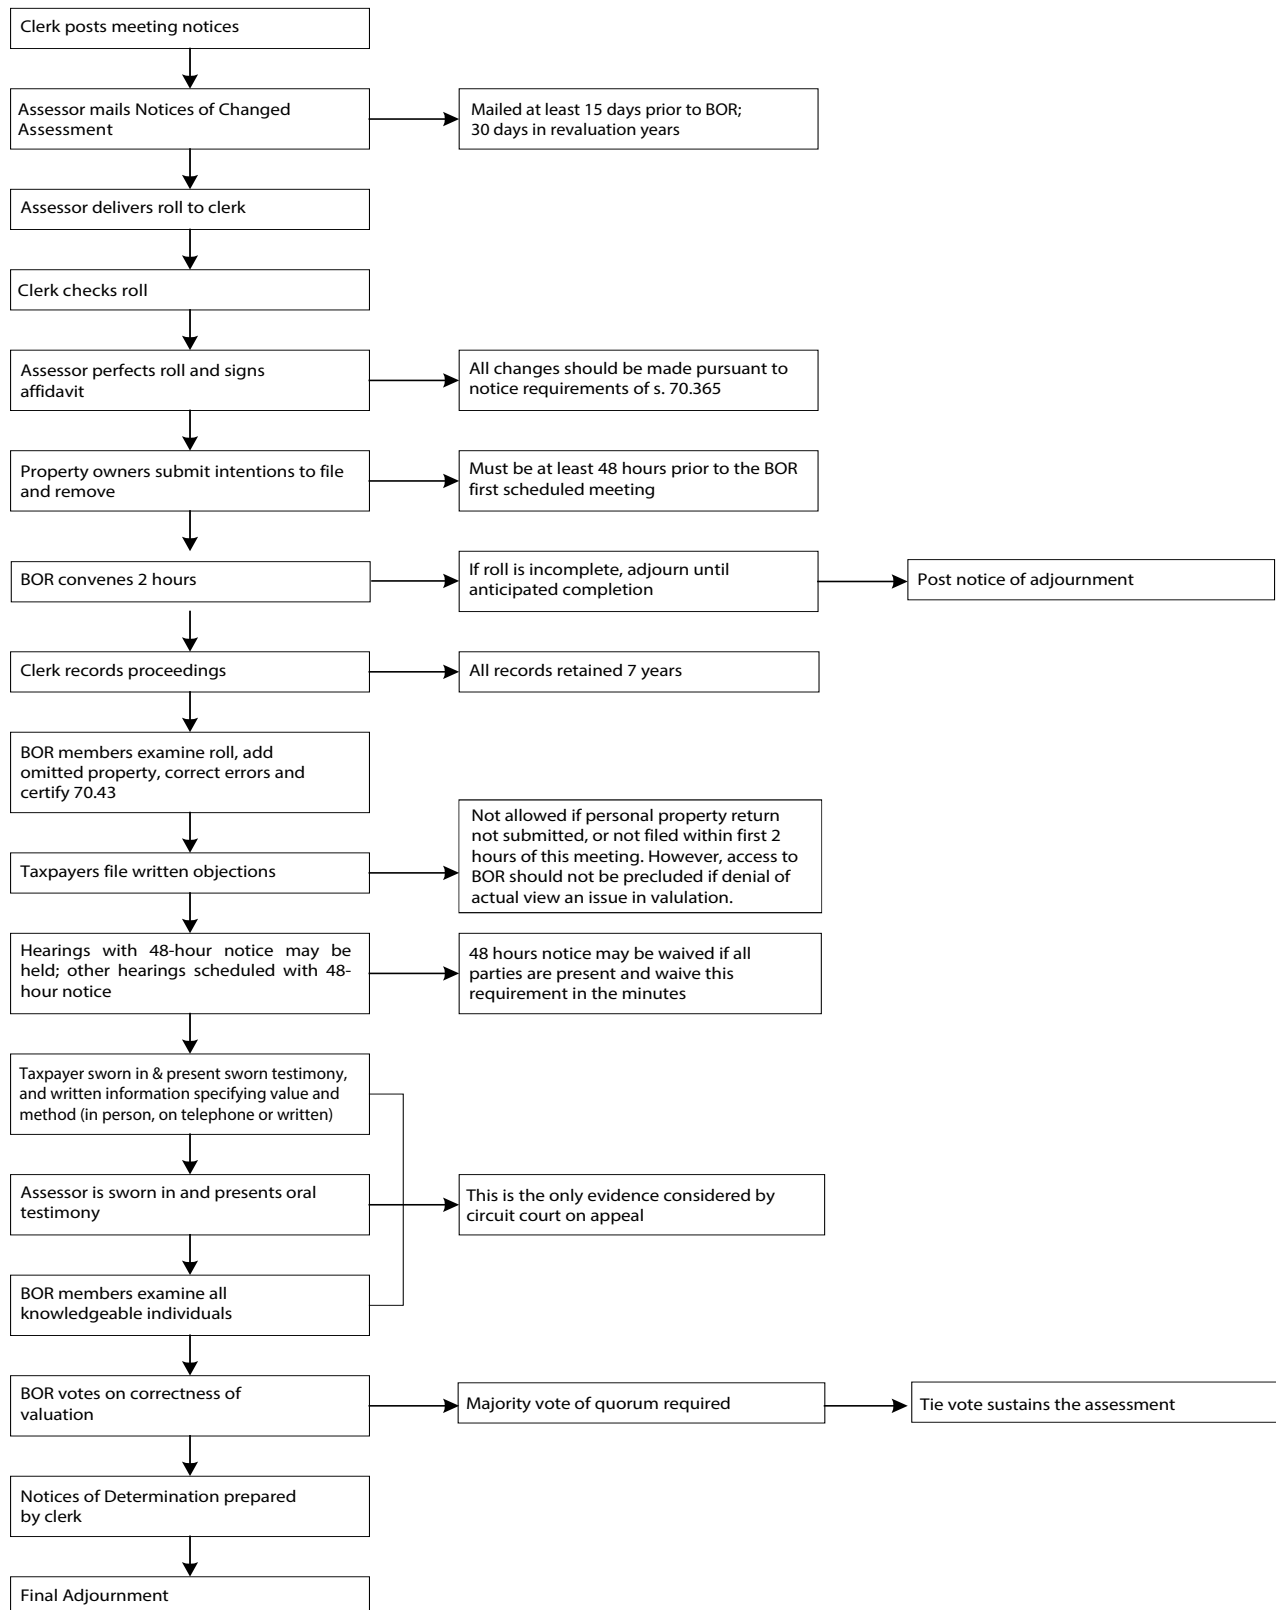 Clerk posts meeting notices
Assessor mails Notices of Changed
Assessment
Mailed at least 15 days prior to BOR;
30 days in revaluation years
Assessor delivers roll to clerk
Clerk checks roll
Assessor perfects roll and signs
affidavit
All changes should be made pursuant to
notice requirements of s. 70.365
Property owners submit intentions to file
and remove
Must be at least 48 hours prior to the BOR
first scheduled meeting
BOR convenes 2 hours
If roll is incomplete, adjourn until
anticipated completion
Post notice of adjournment
Clerk records proceedings
All records retained 7 years
BOR members examine roll, add
omitted property, correct errors and
certify 70.43
Taxpayers file written objections
Not allowed if personal property return
not submitted, or not filed within first 2
hours of this meeting. However, access to
BOR should not be precluded if denial of
actual view an issue in valulation.
Hearings with 48-hour notice may be
held; other hearings scheduled with 48-
hour notice
48 hours notice may be waived if all
parties are present and waive this
requirement in the minutes
Taxpayer sworn in & present sworn testimony,
and written information specifying value and
method (in person, on telephone or written)
Assessor is sworn in and presents oral
testimony
This is the only evidence considered by
circuit court on appeal
BOR members examine all
knowledgeable individuals
BOR votes on correctness of
valuation
Majority vote of quorum required
Tie vote sustains the assessment
Notices of Determination prepared
by clerk
Final Adjournment